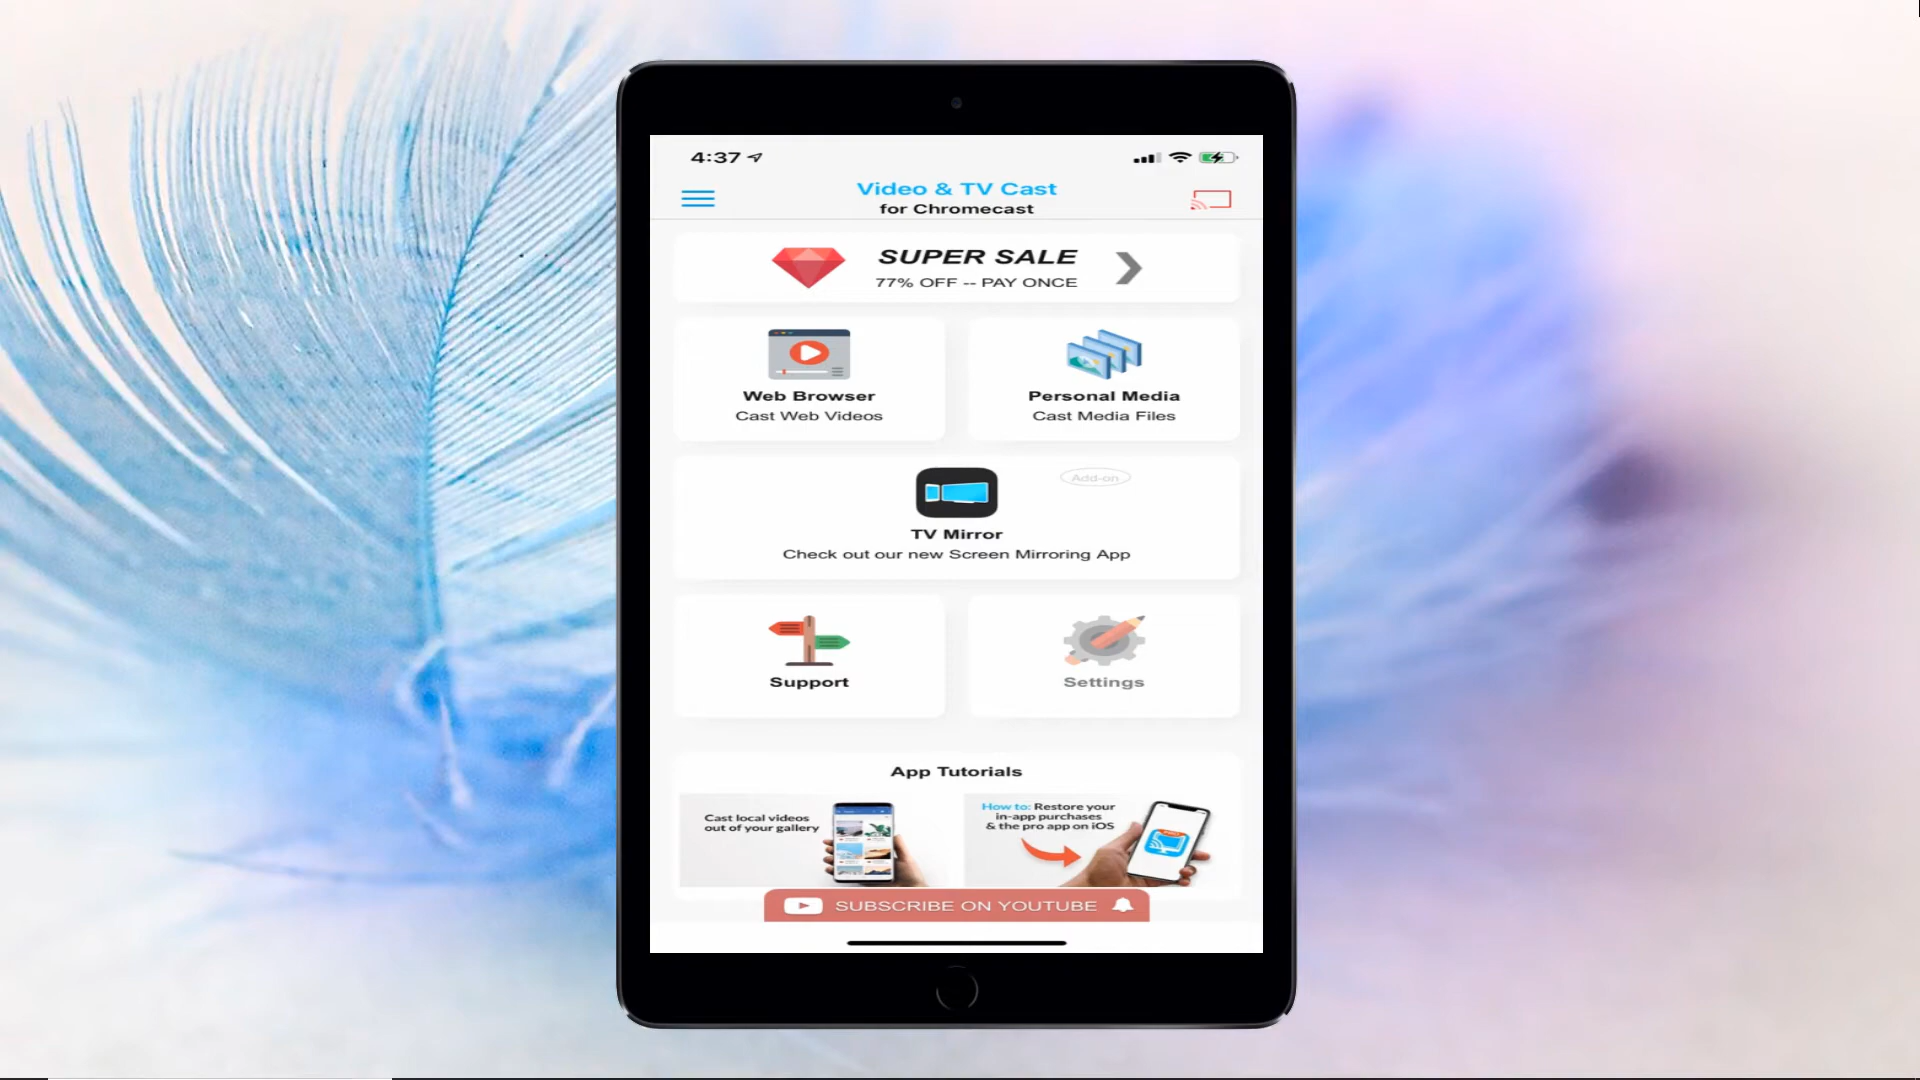 4:37
Video & TV Cast
for Chromecast
SUPER SALE
77% OFF -- PAY ONCE
Web Browser
Cast Web Videos
Personal Media
Cast Media Files
Add-on
TV Mirror
Check out our new Screen Mirroring App
Support
Settings
App Tutorials
Cast local videos
out of your gallery
How to: Restore your
in-app purchases
& the pro app on iOS
SUBSCRIBE ON YOUTUBE